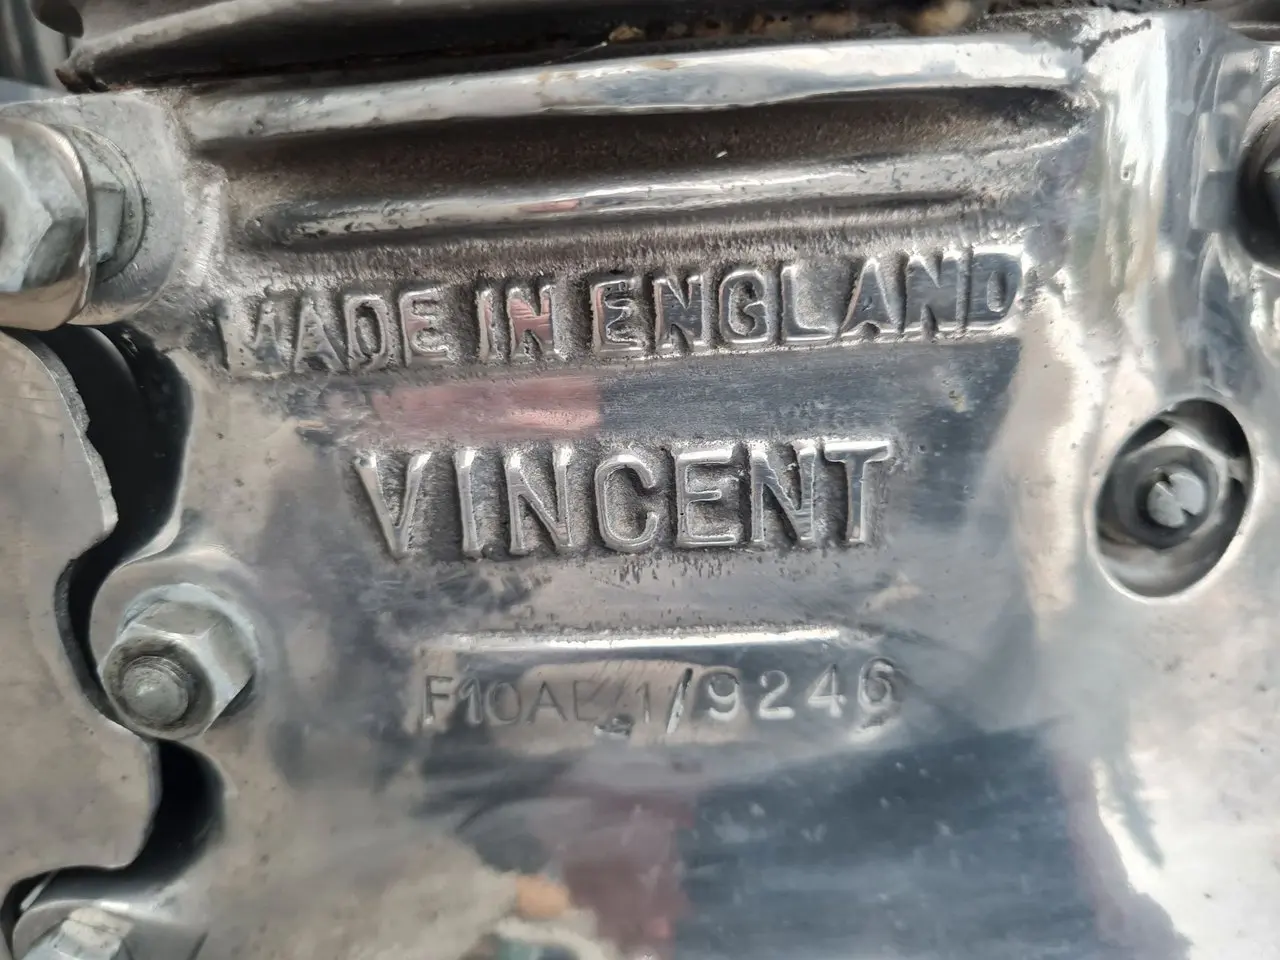 MADE IN ENGLAND
VINCENT
F10AB/1/9246